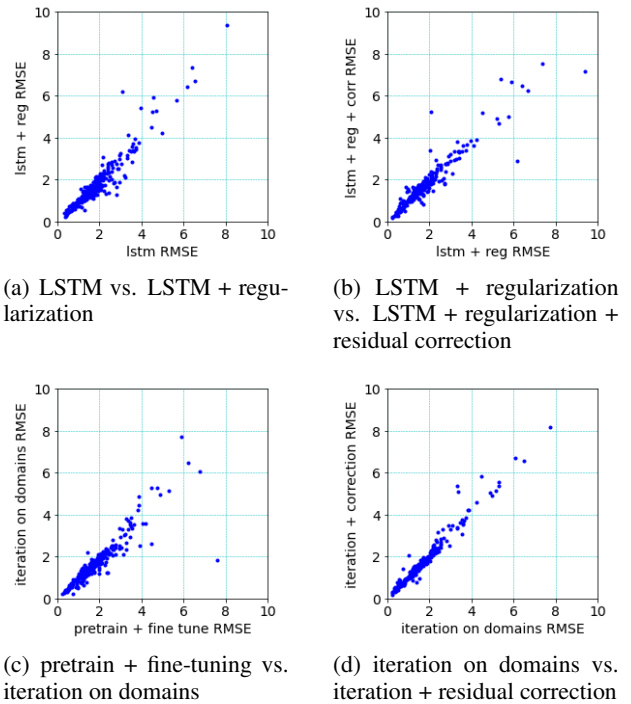 10
8
6
4
2
0
0 2 4 6 8 10
lstm + reg RMSE
lstm RMSE
10
8
6
4
2
0
0 2 4 6 8 10
lstm + reg + corr RMSE
lstm + reg RMSE
(a) LSTM vs. LSTM + regu-
larization
(b) LSTM + regularization
vs. LSTM + regularization +
residual correction
10
8
6
4
2
0
0 2 4 6 8 10
iteration on domains RMSE
pretrain + fine tune RMSE
10
8
6
4
2
0
0 2 4 6 8 10
iteration + correction RMSE
iteration on domains RMSE
(c) pretrain + fine-tuning vs.
iteration on domains
(d) iteration on domains vs.
iteration + residual correction